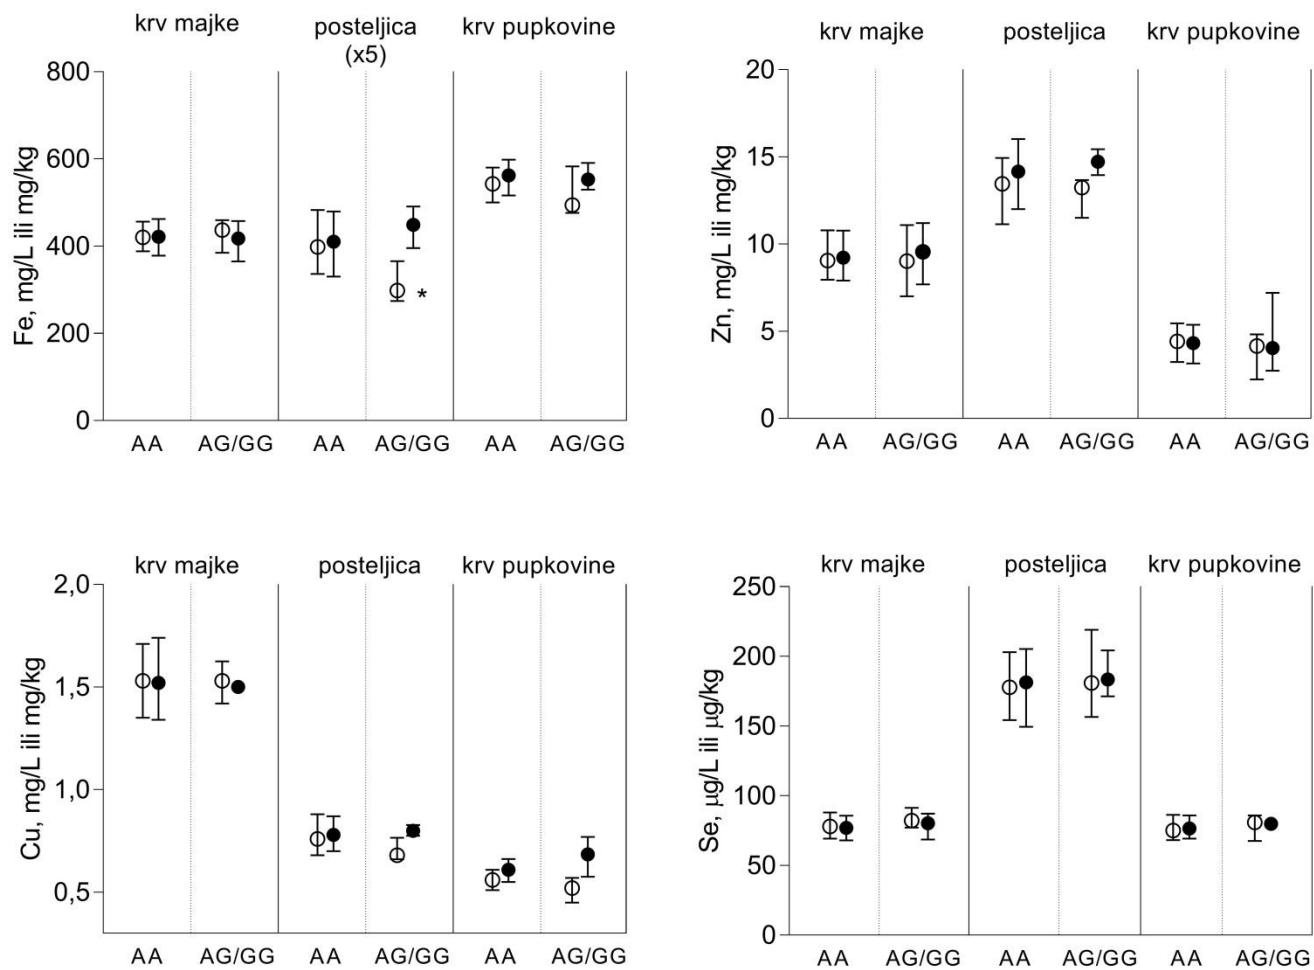 krv majke posteljica krv pupkovine
(x5)
800
600
400
200
0
Fe, mg/L ili mg/kg
*
AA AG/GG AA AG/GG AA AG/GG
krv majke posteljica krv pupkovine
20
15
10
5
0
Zn, mg/L ili mg/kg
AA AG/GG AA AG/GG AA AG/GG
krv majke posteljica krv pupkovine
2,0
1,5
1,0
0,5
Cu, mg/L ili mg/kg
AA AG/GG AA AG/GG AA AG/GG
krv majke posteljica krv pupkovine
250
200
150
100
50
0
Se, µg/L ili µg/kg
AA AG/GG AA AG/GG AA AG/GG